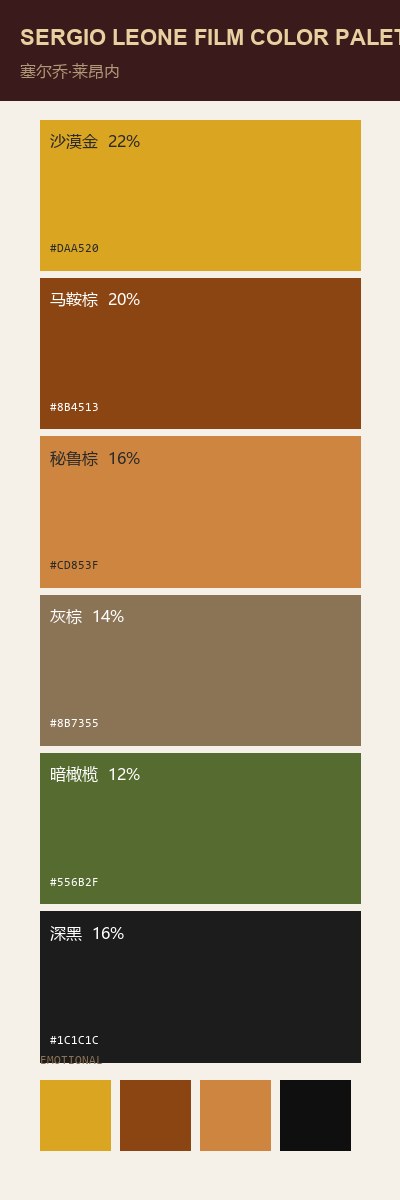 SERGIO LEONE FILM COLOR PALET
塞尔乔·莱昂内
沙漠金 22%
#DAA520
马鞍棕 20%
#8B4513
秘鲁棕 16%
#CD853F
灰棕 14%
#8B7355
暗橄榄 12%
#556B2F
深黑 16%
#1C1C1C
EMOTIONAL